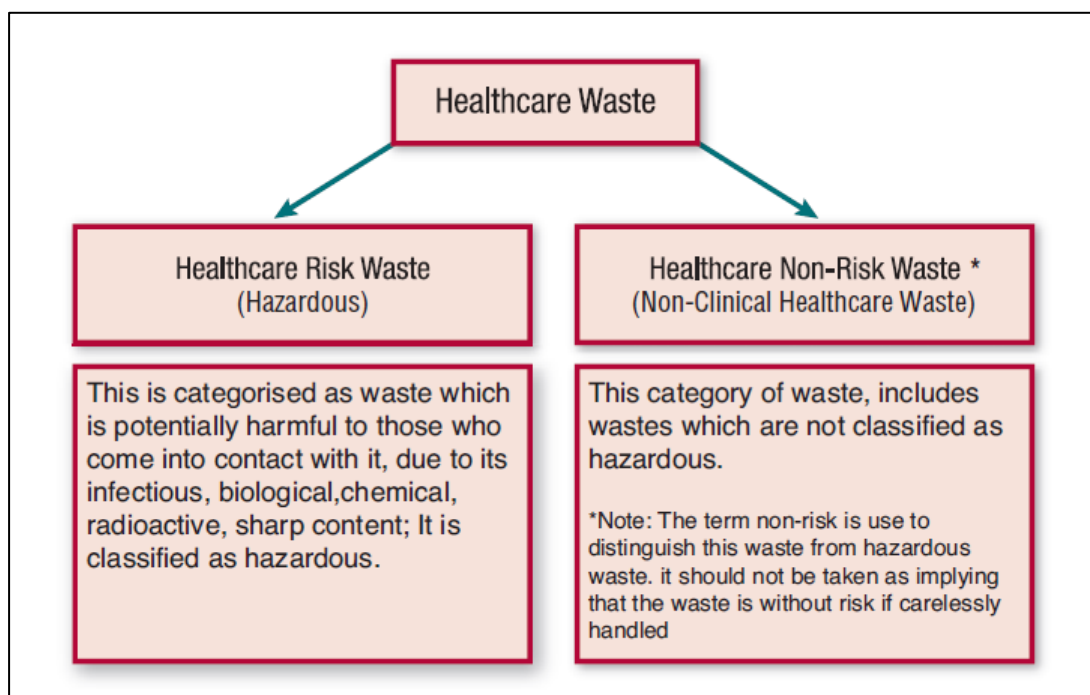 Healthcare Waste
Healthcare Risk Waste
(Hazardous)
This is categorised as waste which
is potentially harmful to those who
come into contact with it, due to its
infectious, biological,chemical,
radioactive, sharp content; It is
classified as hazardous.
Healthcare Non-Risk Waste *
(Non-Clinical Healthcare Waste)
This category of waste, includes
wastes which are not classified as
hazardous.
*Note: The term non-risk is use to
distinguish this waste from hazardous
waste. it should not be taken as implying
that the waste is without risk if carelessly
handled